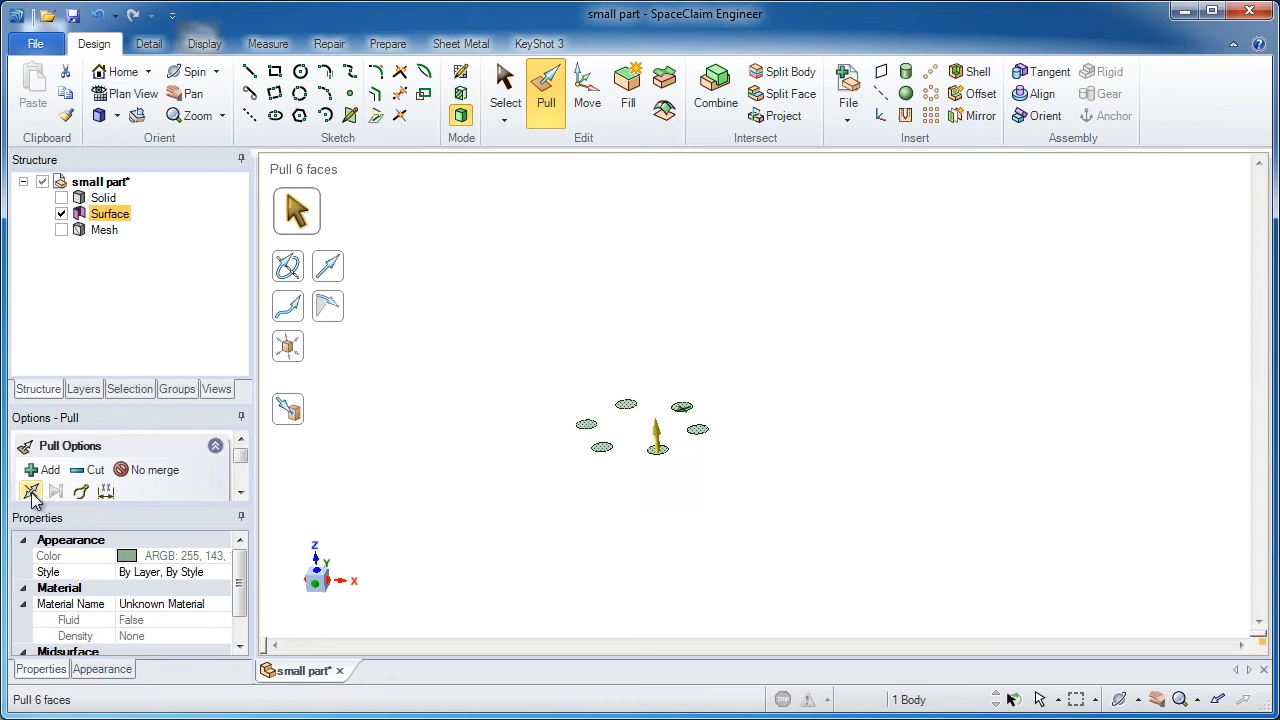 small part - SpaceClaim Engineer
File Design Detail Display Measure Repair Prepare Sheet Metal KeyShot 3
Paste
Clipboard
Home Spin
Plan View Pan
Zoom
Orient
Sketch
Mode
Select Pull Move Fill
Edit
Combine
Split Body
Split Face
Project
Intersect
File
Shell
Offset
Mirror
Insert
Tangent Rigid
Align Gear
Orient Anchor
Assembly
Structure
small part*
Solid
Surface
Mesh
Structure Layers Selection Groups Views
Options - Pull
Pull Options
Add Cut No merge
Properties
Appearance
Color ARGB: 255, 143,
Style By Layer, By Style
Material
Material Name Unknown Material
Fluid False
Density None
Midsurface
Properties Appearance
Pull 6 faces
Z
Y
X
small part*
Pull 6 faces
1 Body